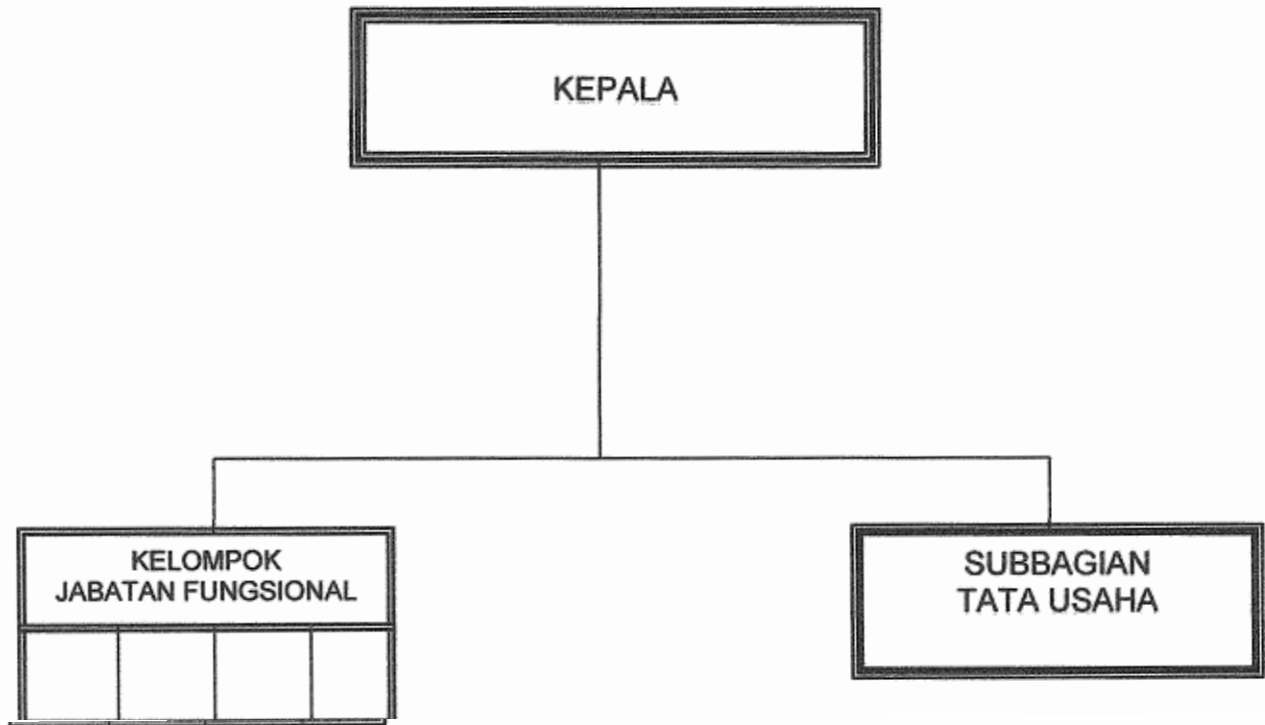 KEPALA
KELOMPOK
JABATAN FUNGSIONAL
SUBBAGIAN
TATA USAHA